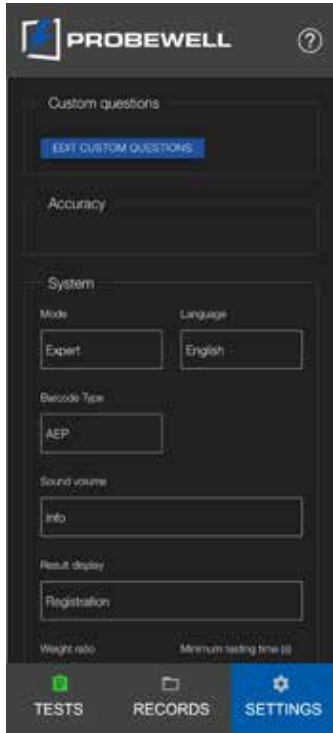 PROBEWELL
?
Custom questions
EDIT CUSTOM QUESTIONS
Accuracy
System
Mode Language
Expert English
Barcode Type
AEP
Sound volume
Info
Result display
Registration
Weight ratio Minimum testing time (s)
TESTS RECORDS SETTINGS